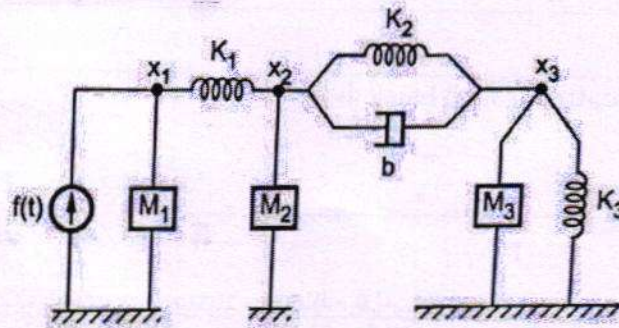 K₂
K₁
x₁
x₂
x₃
b
f(t)
M₁
M₂
M₃
K₃